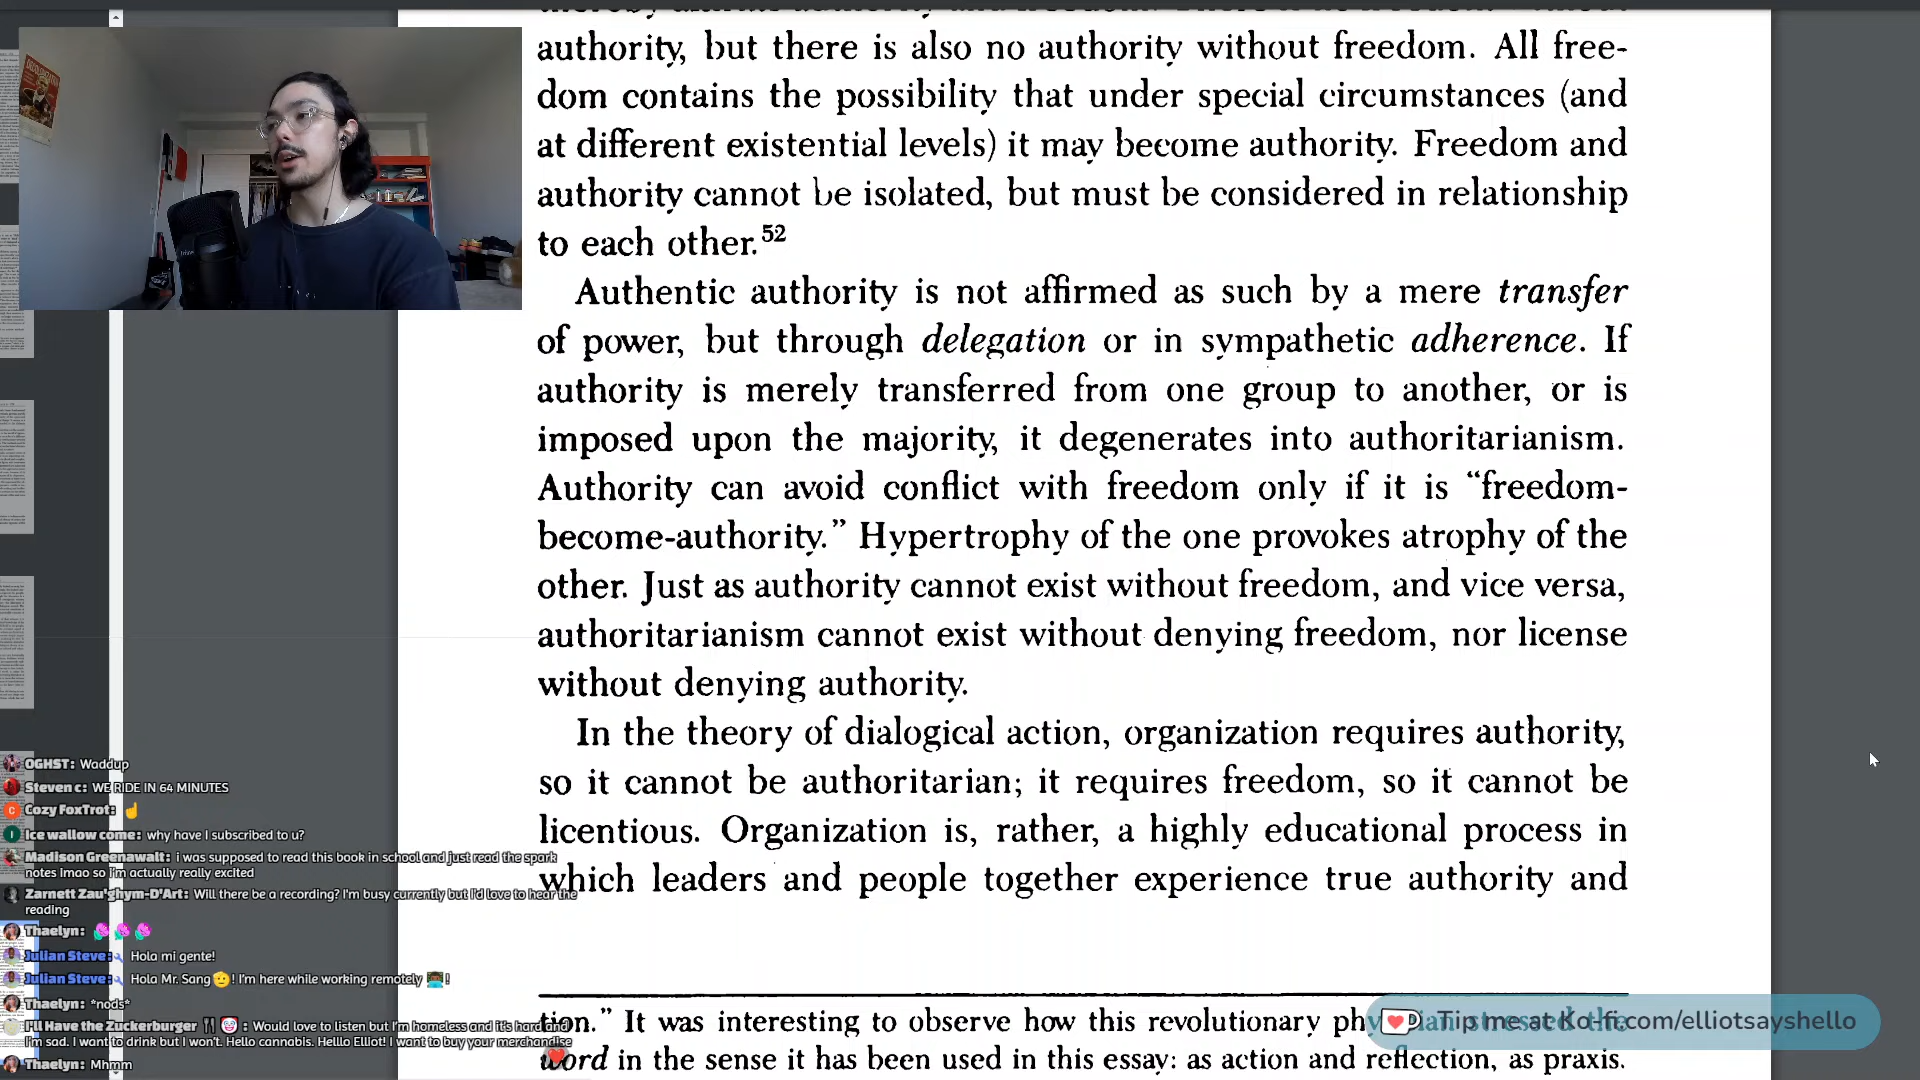 authority, but there is also no authority without freedom. All free-
dom contains the possibility that under special circumstances (and
at different existential levels) it may become authority. Freedom and
authority cannot be isolated, but must be considered in relationship
to each other.52
Authentic authority is not affirmed as such by a mere transfer
of power, but through delegation or in sympathetic adherence. If
authority is merely transferred from one group to another, or is
imposed upon the majority, it degenerates into authoritarianism.
Authority can avoid conflict with freedom only if it is “freedom-
become-authority.” Hypertrophy of the one provokes atrophy of the
other. Just as authority cannot exist without freedom, and vice versa,
authoritarianism cannot exist without denying freedom, nor license
without denying authority.
In the theory of dialogical action, organization requires authority,
so it cannot be authoritarian; it requires freedom, so it cannot be
licentious. Organization is, rather, a highly educational process in
which leaders and people together experience true authority and
tion.” It was interesting to observe how this revolutionary stressed the
word in the sense it has been used in this essay: as action and reflection, as praxis.
OGHST: Waddup
Steven c: WE RIDE IN 64 MINUTES
Cozy FoxTrot: ☝
Ice wallow come: why have I subscribed to u?
Madison Greenawalt: i was supposed to read this book in school and just read the spark
notes lmao so i'm actually really excited
Zarnett Zau'ghym-D'Art: Will there be a recording? I'm busy currently but I'd love to hear the
reading
Thaelyn:
Julian Steve: Hola mi gente!
Julian Steve: Hola Mr. Sang🫡! I'm here while working remotely 👨🏾‍💻!
Thaelyn: *nods*
I'll Have the Zuckerburger 🍴🤡: Would love to listen but I'm homeless and it's hard and
I'm sad. I want to drink but I won't. Hello cannabis. Helllo Elliot! I want to buy your merchandise
Thaelyn: Mhmm
Tip me at Ko-fi.com/elliotsayshello